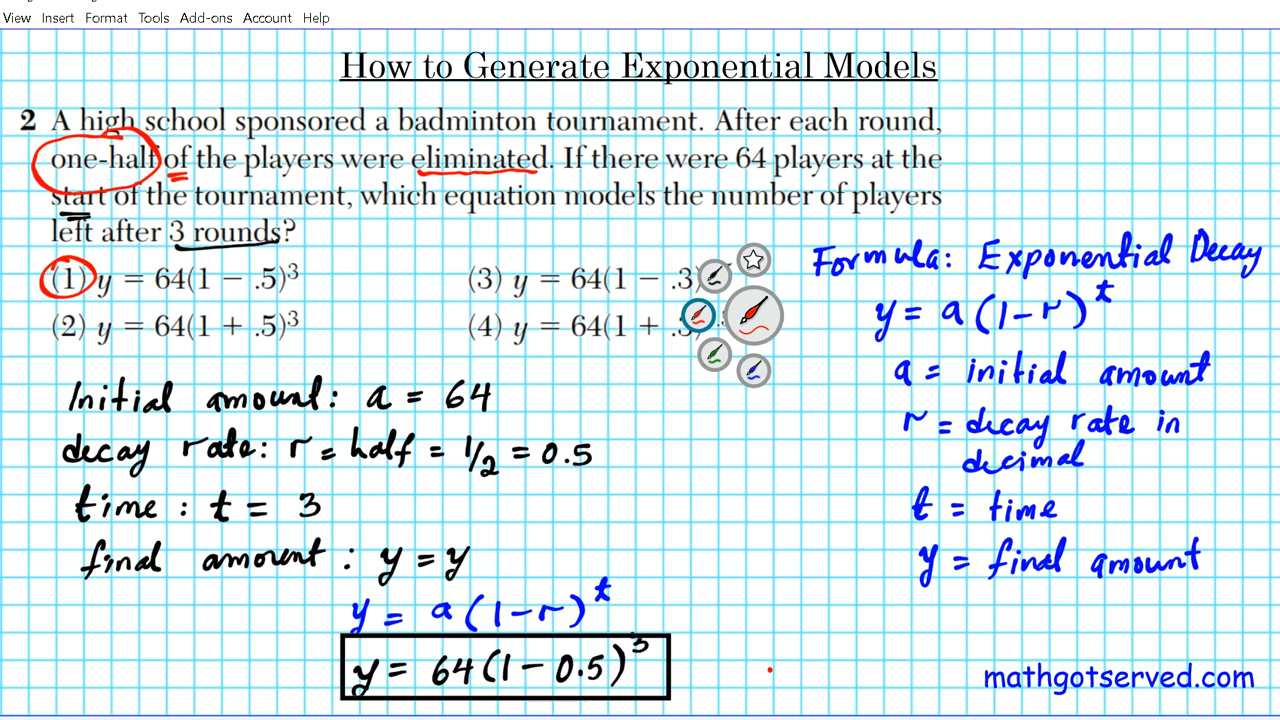 View Insert Format Tools Add-ons Account Help
How to Generate Exponential Models
2 A high school sponsored a badminton tournament. After each round,
one-half of the players were eliminated. If there were 64 players at the
start of the tournament, which equation models the number of players
left after 3 rounds?
(1) y = 64(1 − .5)³
(2) y = 64(1 + .5)³
(3) y = 64(1 − .3)
(4) y = 64(1 +
Initial amount: a = 64
decay rate: r = half = 1/2 = 0.5
time : t = 3
final amount : y = y
y = a(1-r)^t
y = 64(1-0.5)³
Formula: Exponential Decay
y = a(1-r)^t
a = initial amount
r = decay rate in
decimal
t = time
y = final amount
mathgotserved.com